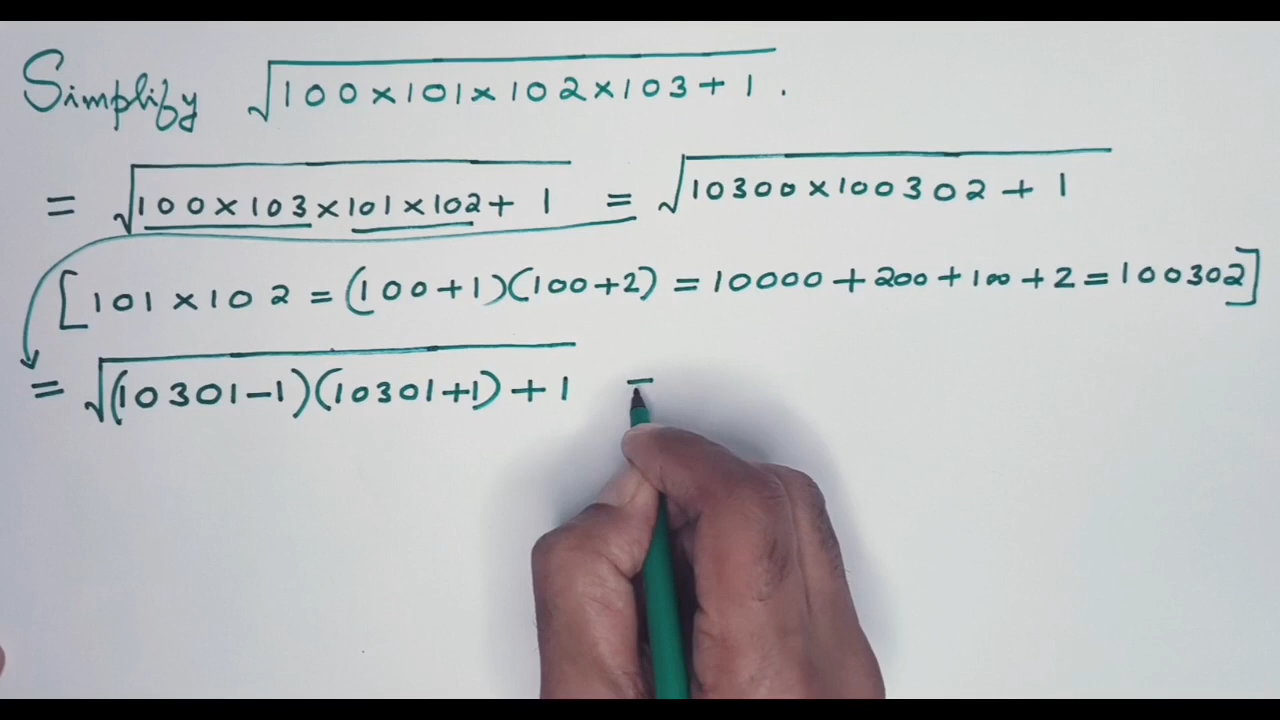 Simplify √100×101×102×103+1.
= √100×103×101×102+1 = √10300×100302+1
[101×102=(100+1)(100+2)=10000+200+100+2=100302]
= √(10301-1)(10301+1)+1